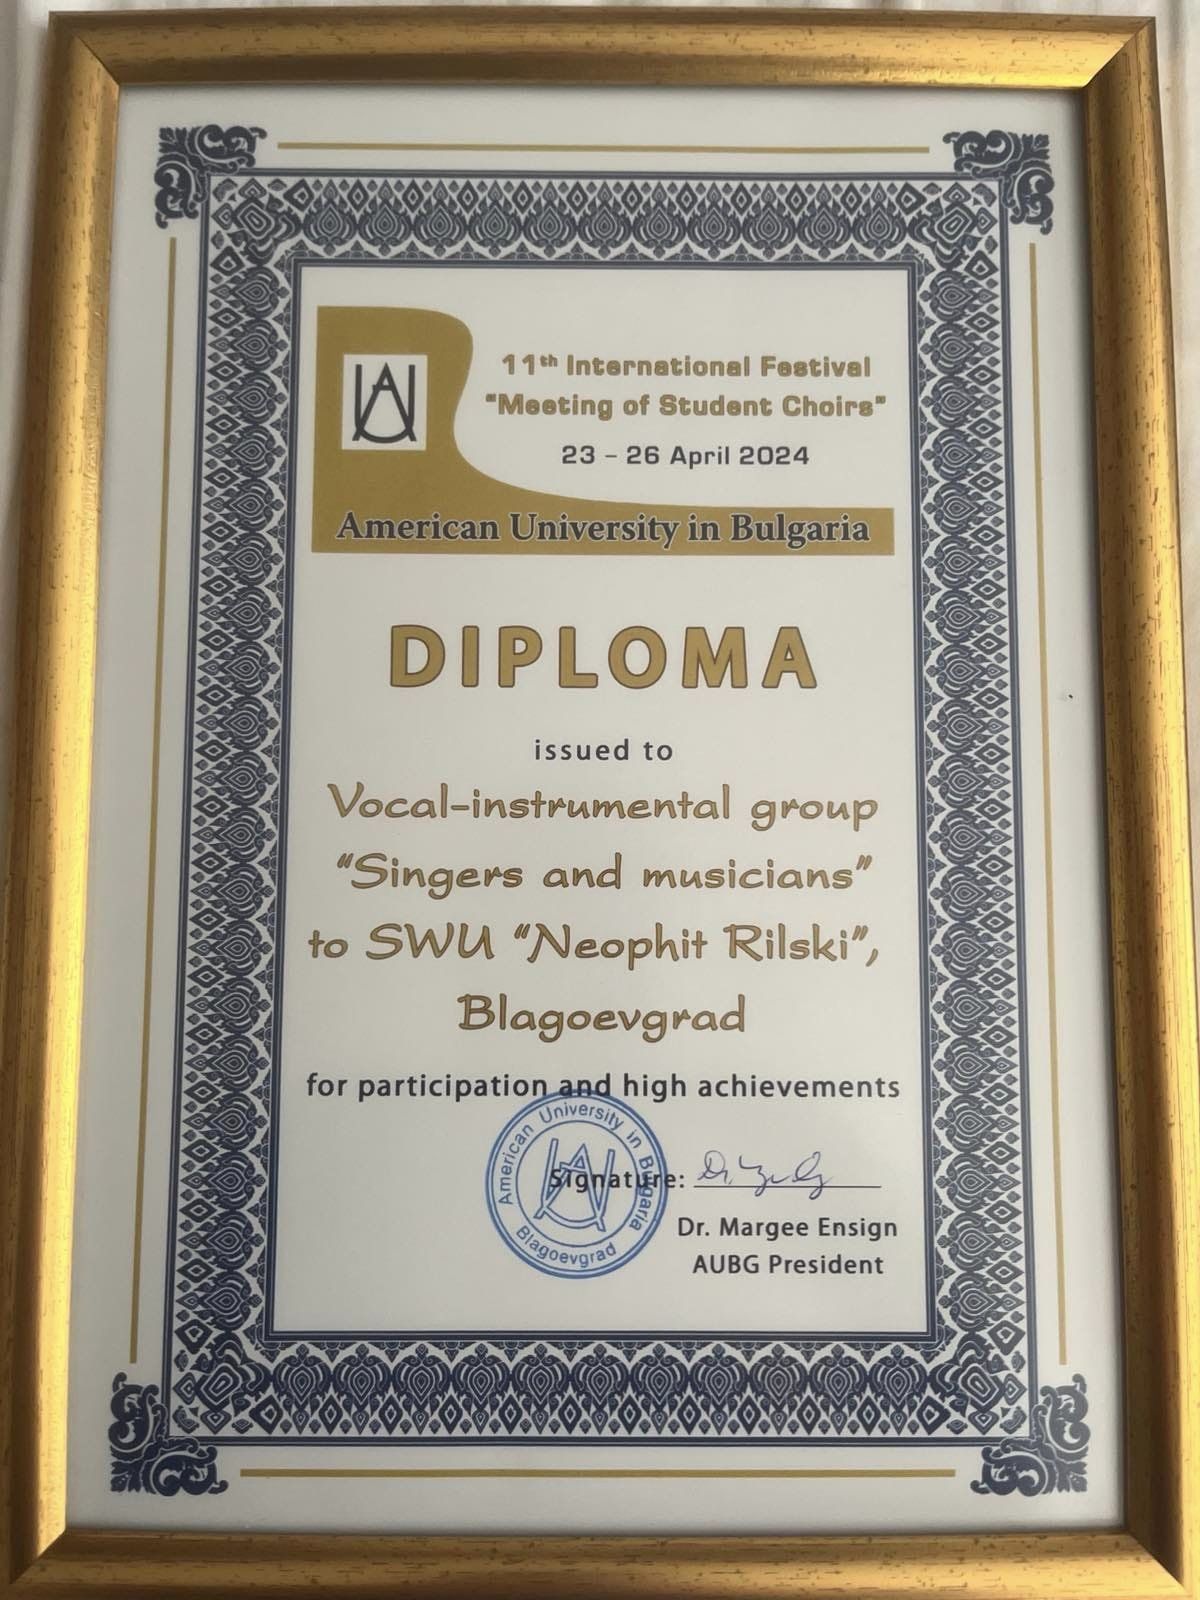 11th International Festival
"Meeting of Student Choirs"
23 – 26 April 2024
American University in Bulgaria
DIPLOMA
issued to
Vocal-instrumental group
"Singers and musicians"
to SWU "Neophit Rilski",
Blagoevgrad
for participation and high achievements
American University in Bulgaria
Blagoevgrad
Signature:
Dr. Margee Ensign
AUBG President